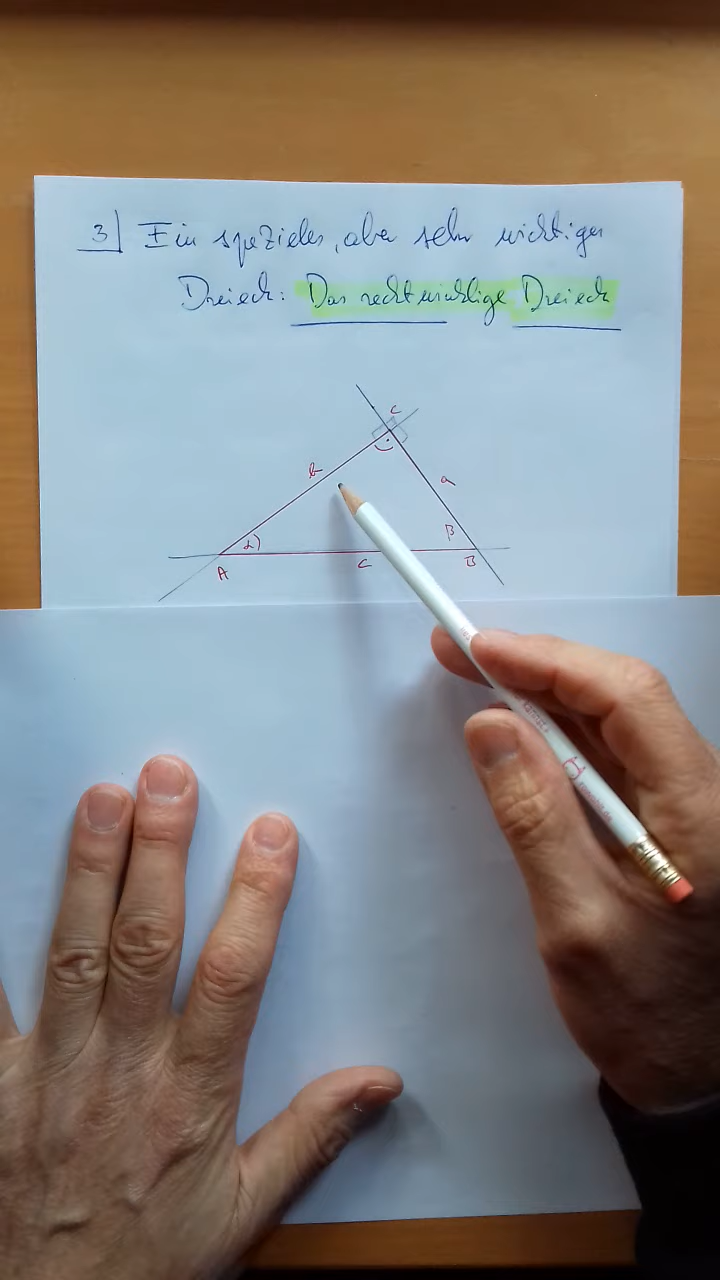 3) Ein spezielles, aber sehr wichtiges
Dreieck: Das rechtwinklige Dreieck
C
b
a
α
β
A
c
B